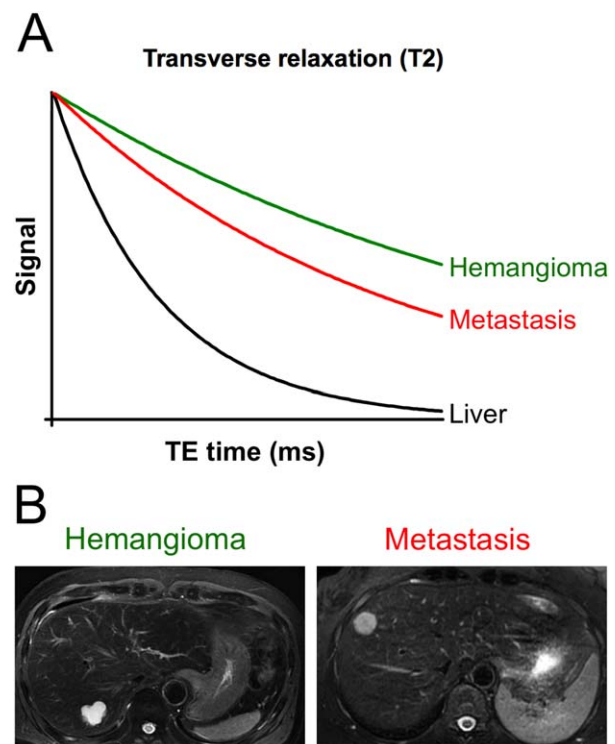 A
Transverse relaxation (T2)
Signal
Hemangioma
Metastasis
Liver
TE time (ms)
B
Hemangioma
Metastasis